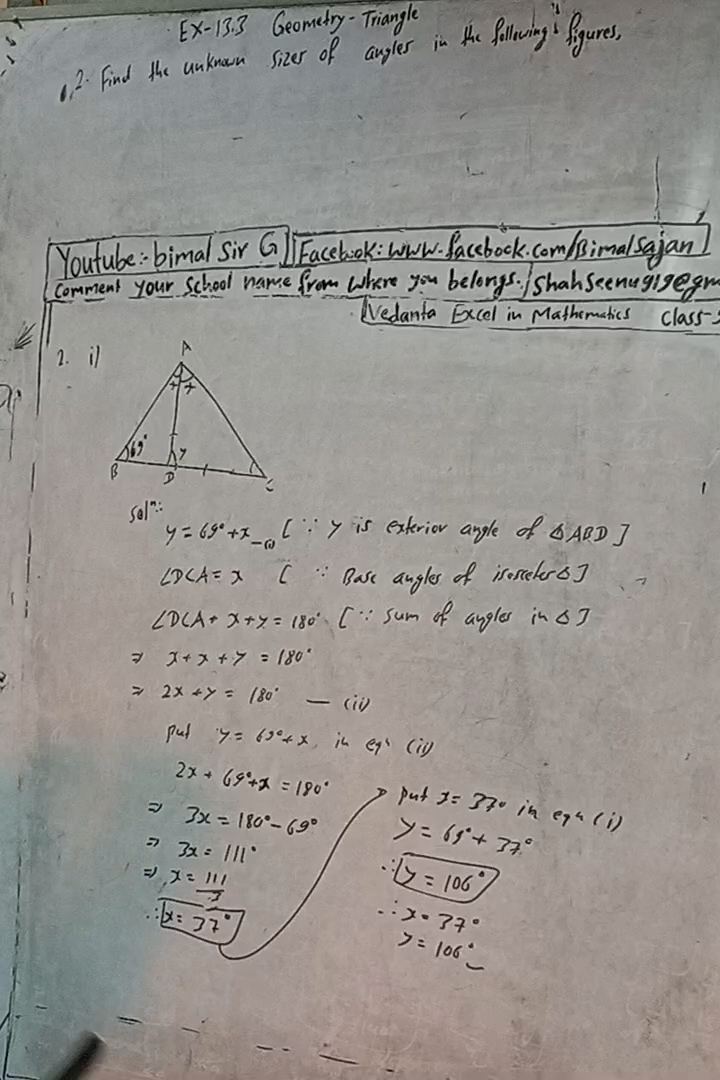 EX-13.3 Geometry-Triangle
2. Find the unknown sizes of angles in the following figures,
Youtube:- bimal Sir G
Facebook: www.facebook.com/Bimalsajan
Comment your School name from where you belongs. / Shahseenu919@gm
Vedanta Excel in Mathematics Class-
2. i)
A
x x
69°
y
B
D
C
Solⁿ:
y = 69° + x —(i) [ ∵ y is exterior angle of ΔABD ]
∠DCA = x [ ∵ Base angles of isosceles Δ ]
∠DCA + x + y = 180° [ ∵ Sum of angles in Δ ]
⇒ x + x + y = 180°
⇒ 2x + y = 180° — (ii)
put y = 69° + x, in eqⁿ (ii)
2x + 69° + x = 180°
⇒ 3x = 180° - 69°
⇒ 3x = 111°
⇒ x = 111/3
∴ x = 37°
put x = 37° in eqⁿ (i)
y = 69° + 37°
∴ y = 106°
∴ x = 37°
y = 106°